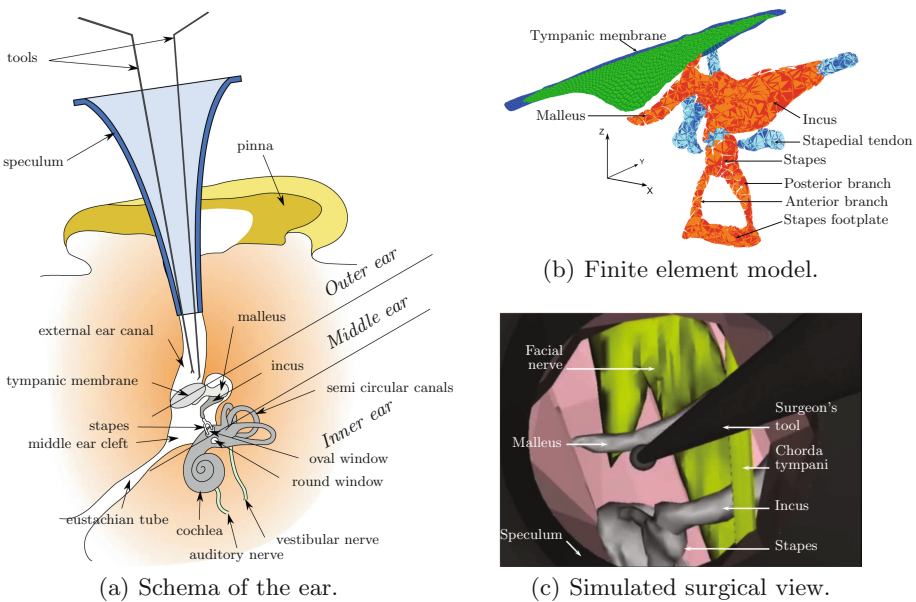 tools
speculum
pinna
Outer ear
Middle ear
Inner ear
external ear canal
malleus
tympanic membrane
incus
semi circular canals
stapes
middle ear cleft
oval window
round window
eustachian tube
cochlea
vestibular nerve
auditory nerve
(a) Schema of the ear.
Tympanic membrane
Malleus
Incus
Stapedial tendon
Stapes
Posterior branch
Anterior branch
Stapes footplate
Z
Y
X
(b) Finite element model.
Facial
nerve
Surgeon's
tool
Malleus
Chorda
tympani
Incus
Speculum
Stapes
(c) Simulated surgical view.